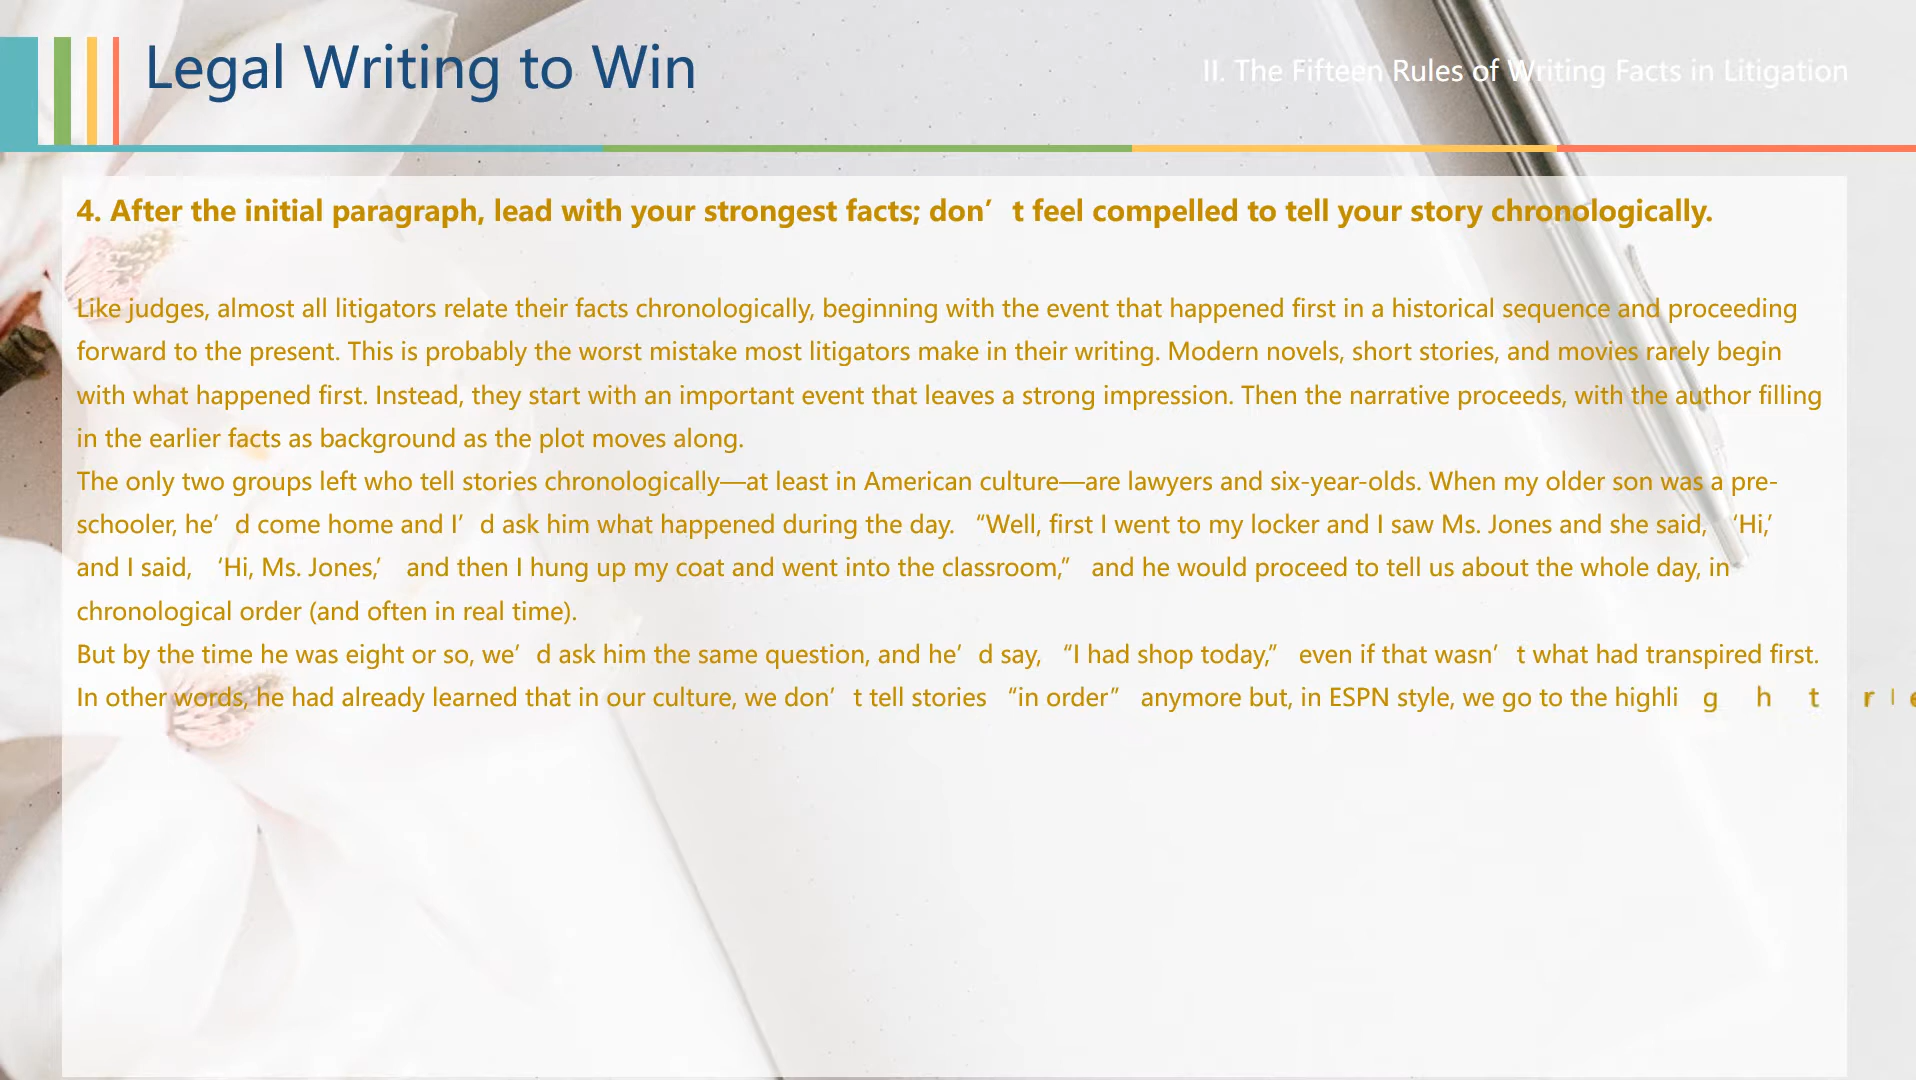 Legal Writing to Win
II. The Fifteen Rules of Writing Facts in Litigation
4. After the initial paragraph, lead with your strongest facts; don’t feel compelled to tell your story chronologically.
Like judges, almost all litigators relate their facts chronologically, beginning with the event that happened first in a historical sequence and proceeding
forward to the present. This is probably the worst mistake most litigators make in their writing. Modern novels, short stories, and movies rarely begin
with what happened first. Instead, they start with an important event that leaves a strong impression. Then the narrative proceeds, with the author filling
in the earlier facts as background as the plot moves along.
The only two groups left who tell stories chronologically—at least in American culture—are lawyers and six-year-olds. When my older son was a pre-
schooler, he’d come home and I’d ask him what happened during the day. “Well, first I went to my locker and I saw Ms. Jones and she said, ‘Hi,’
and I said, ‘Hi, Ms. Jones,’ and then I hung up my coat and went into the classroom,” and he would proceed to tell us about the whole day, in
chronological order (and often in real time).
But by the time he was eight or so, we’d ask him the same question, and he’d say, “I had shop today,” even if that wasn’t what had transpired first.
In other words, he had already learned that in our culture, we don’t tell stories “in order” anymore but, in ESPN style, we go to the highlight